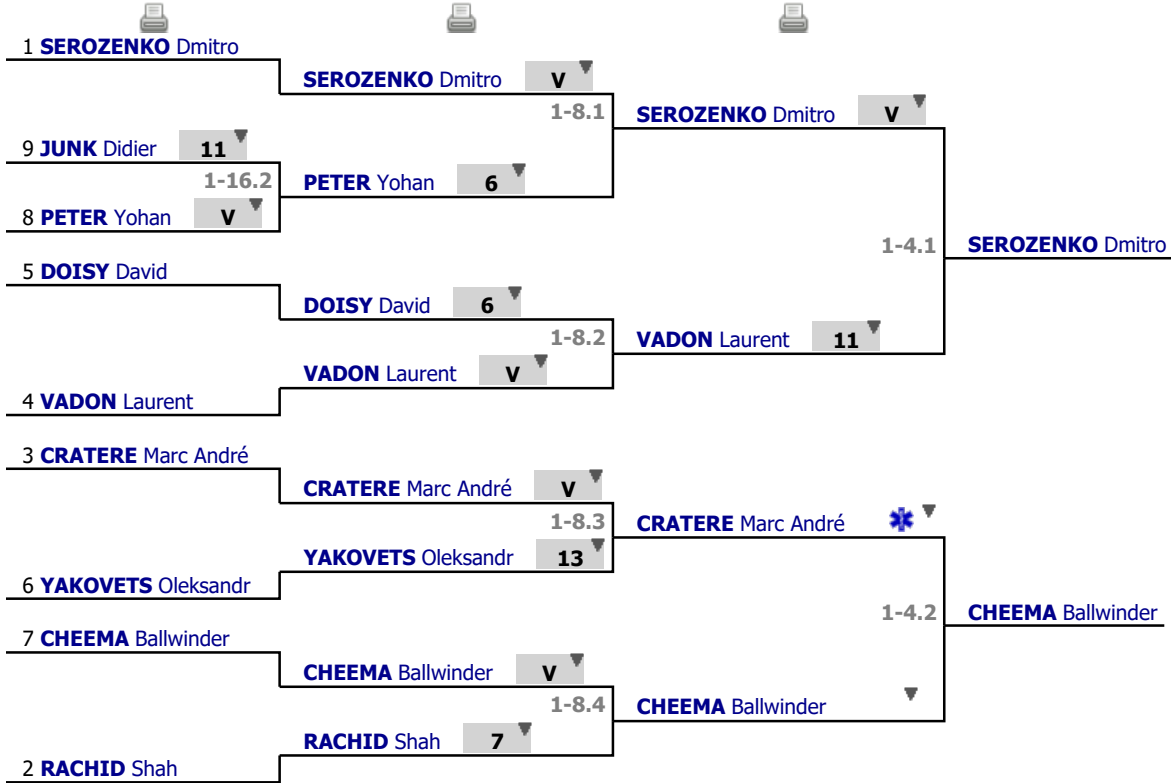 1 SEROZENKO Dmitro
9 JUNK Didier 11
1-16.2
8 PETER Yohan V
5 DOISY David
4 VADON Laurent
3 CRATERE Marc André
6 YAKOVETS Oleksandr
7 CHEEMA Ballwinder
2 RACHID Shah
SEROZENKO Dmitro V
1-8.1
PETER Yohan 6
DOISY David 6
1-8.2
VADON Laurent V
CRATERE Marc André V
1-8.3
YAKOVETS Oleksandr 13
CHEEMA Ballwinder V
1-8.4
RACHID Shah 7
SEROZENKO Dmitro V
1-4.1
VADON Laurent 11
CRATERE Marc André
1-4.2
CHEEMA Ballwinder
SEROZENKO Dmitro
CHEEMA Ballwinder